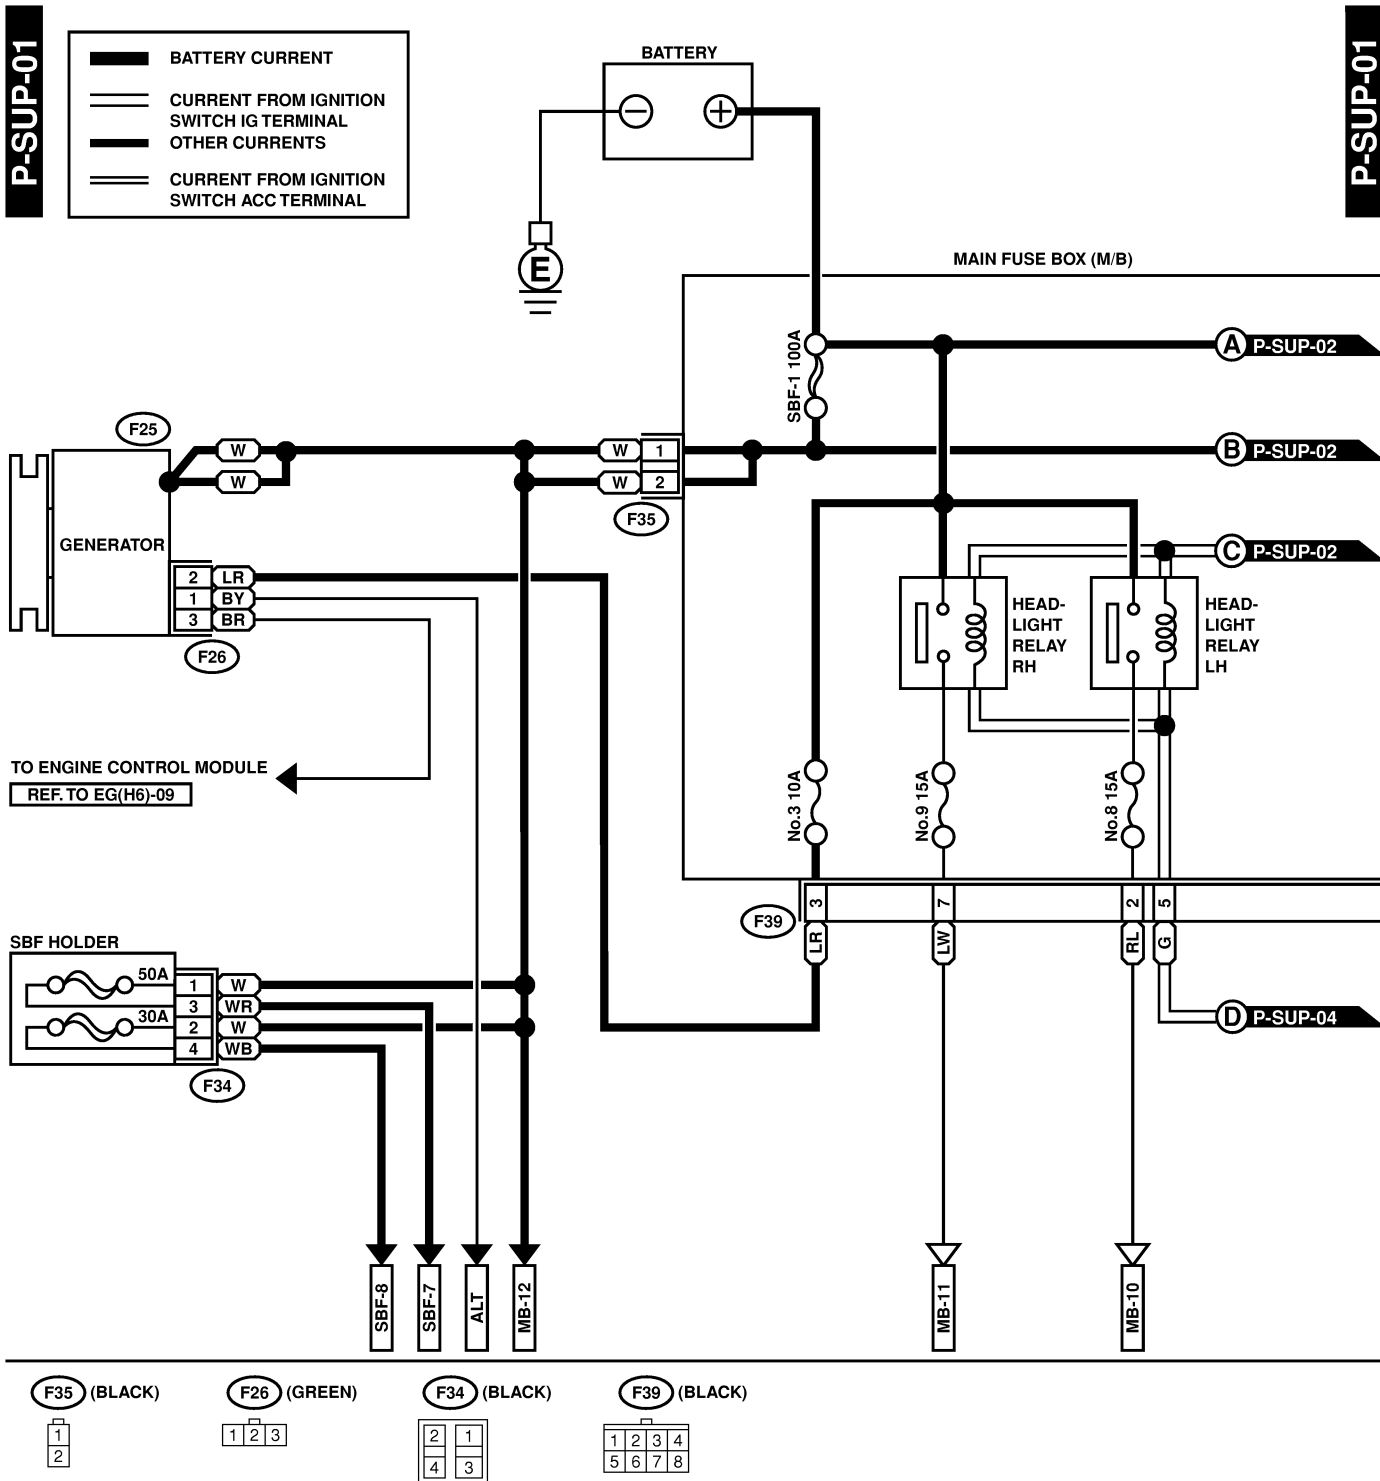 P-SUP-01
P-SUP-01
BATTERY CURRENT
CURRENT FROM IGNITION
SWITCH IG TERMINAL
OTHER CURRENTS
CURRENT FROM IGNITION
SWITCH ACC TERMINAL
BATTERY
− +
E
MAIN FUSE BOX (M/B)
SBF-1 100A
A P-SUP-02
F25
W
W
GENERATOR
W 1
W 2
F35
B P-SUP-02
C P-SUP-02
2 LR
1 BY
3 BR
F26
HEAD-
LIGHT
RELAY
RH
HEAD-
LIGHT
RELAY
LH
TO ENGINE CONTROL MODULE
REF. TO EG(H6)-09
No.3 10A
No.9 15A
No.8 15A
F39
3 7 2 5
LR LW RL G
SBF HOLDER
50A 1 W
3 WR
30A 2 W
4 WB
F34
D P-SUP-04
SBF-8
SBF-7
ALT
MB-12
MB-11
MB-10
F35 (BLACK)
1
2
F26 (GREEN)
1 2 3
F34 (BLACK)
2 1
4 3
F39 (BLACK)
1 2 3 4
5 6 7 8